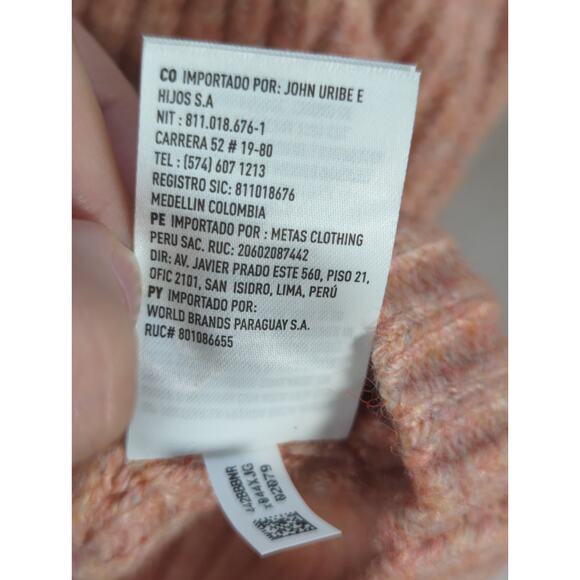 CO IMPORTADO POR: JOHN URIBE E
HIJOS S.A
NIT : 811.018.676-1
CARRERA 52 # 19-80
TEL : (574) 607 1213
REGISTRO SIC: 811018676
MEDELLIN COLOMBIA
PE IMPORTADO POR : METAS CLOTHING
PERU SAC. RUC: 20602087442
DIR: AV. JAVIER PRADO ESTE 560, PISO 21,
OFIC 2101, SAN ISIDRO, LIMA, PERÚ
PY IMPORTADO POR:
WORLD BRANDS PARAGUAY S.A.
RUC# 801086655
02079